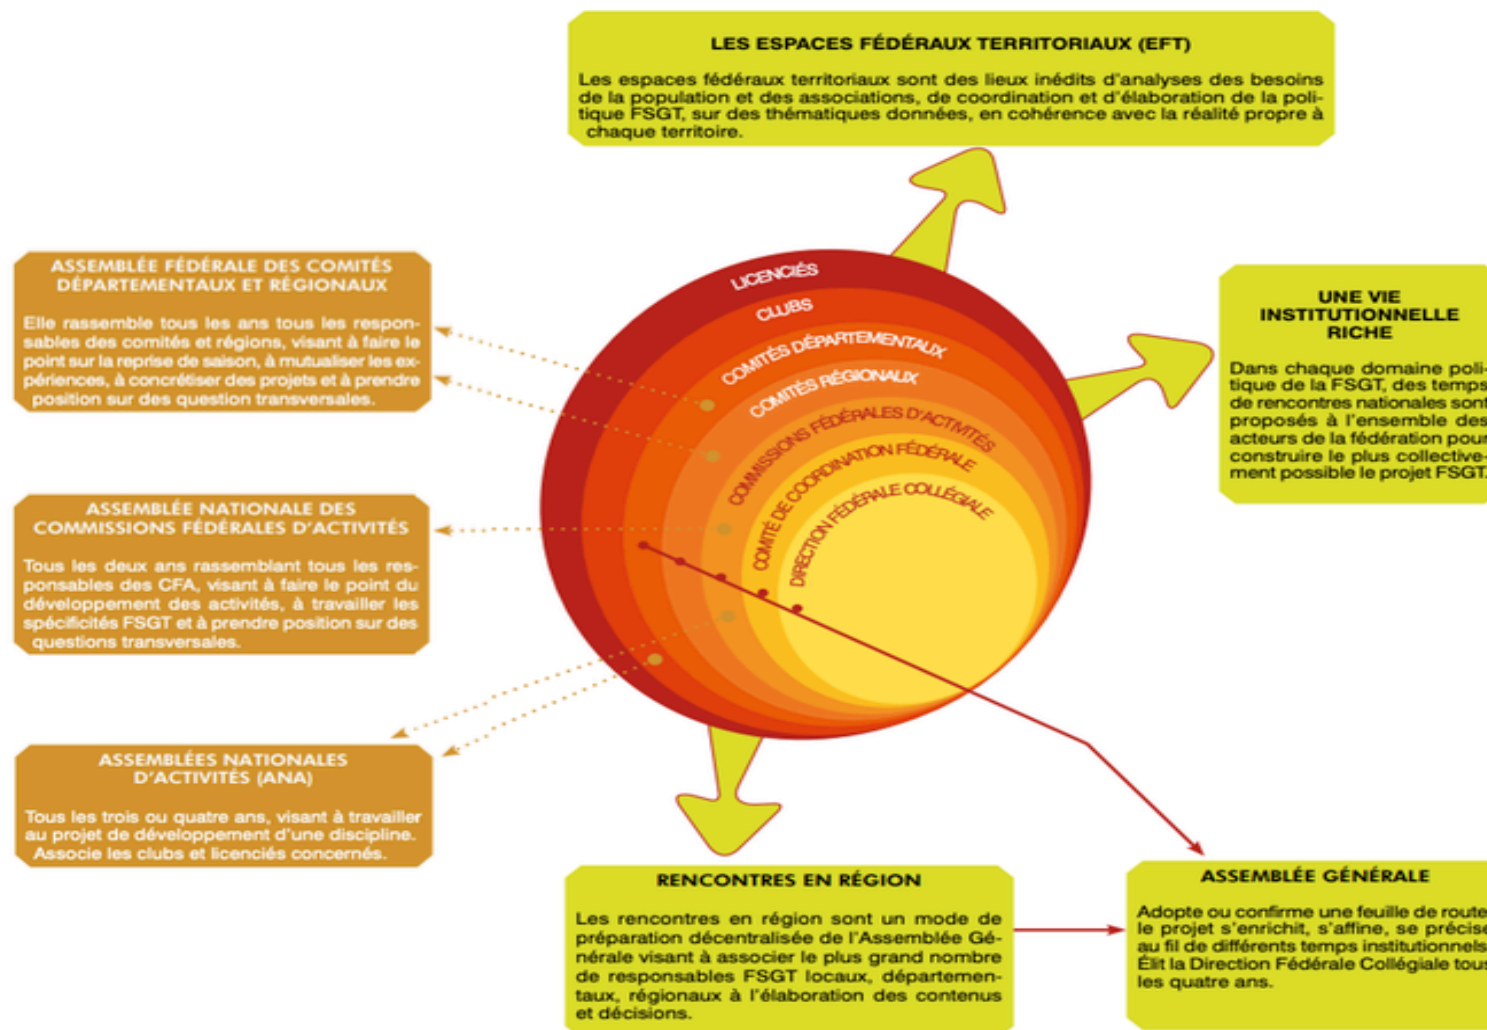 LES ESPACES FÉDÉRAUX TERRITORIAUX (EFT)
Les espaces fédéraux territoriaux sont des lieux inédits d'analyses des besoins
de la population et des associations, de coordination et d'élaboration de la poli-
tique FSGT, sur des thématiques données, en cohérence avec la réalité propre à
chaque territoire.
ASSEMBLÉE FÉDÉRALE DES COMITÉS
DÉPARTEMENTAUX ET RÉGIONAUX
Elle rassemble tous les ans tous les respon-
sables des comités et régions, visant à faire le
point sur la reprise de saison, à mutualiser les ex-
périences, à concrétiser des projets et à prendre
position sur des question transversales.
UNE VIE
INSTITUTIONNELLE
RICHE
Dans chaque domaine poli-
tique de la FSGT, des temps
de rencontres nationales sont
proposés à l'ensemble des
acteurs de la fédération pour
construire le plus collective-
ment possible le projet FSGT.
LICENCIÉS
CLUBS
COMITÉS DÉPARTEMENTAUX
COMITÉS RÉGIONAUX
COMMISSIONS FÉDÉRALES D'ACTIVITÉS
COMITÉ DE COORDINATION FÉDÉRALE
DIRECTION FÉDÉRALE COLLÉGIALE
ASSEMBLÉE NATIONALE DES
COMMISSIONS FÉDÉRALES D'ACTIVITÉS
Tous les deux ans rassemblant tous les res-
ponsables des CFA, visant à faire le point du
développement des activités, à travailler les
spécificités FSGT et à prendre position sur des
questions transversales.
ASSEMBLÉES NATIONALES
D'ACTIVITÉS (ANA)
Tous les trois ou quatre ans, visant à travailler
au projet de développement d'une discipline.
Associe les clubs et licenciés concernés.
RENCONTRES EN RÉGION
Les rencontres en région sont un mode de
préparation décentralisée de l'Assemblée Gé-
nérale visant à associer le plus grand nombre
de responsables FSGT locaux, départemen-
taux, régionaux à l'élaboration des contenus
et décisions.
ASSEMBLÉE GÉNÉRALE
Adopte ou confirme une feuille de route
le projet s'enrichit, s'affine, se précise
au fil de différents temps institutionnels
Élit la Direction Fédérale Collégiale tous
les quatre ans.